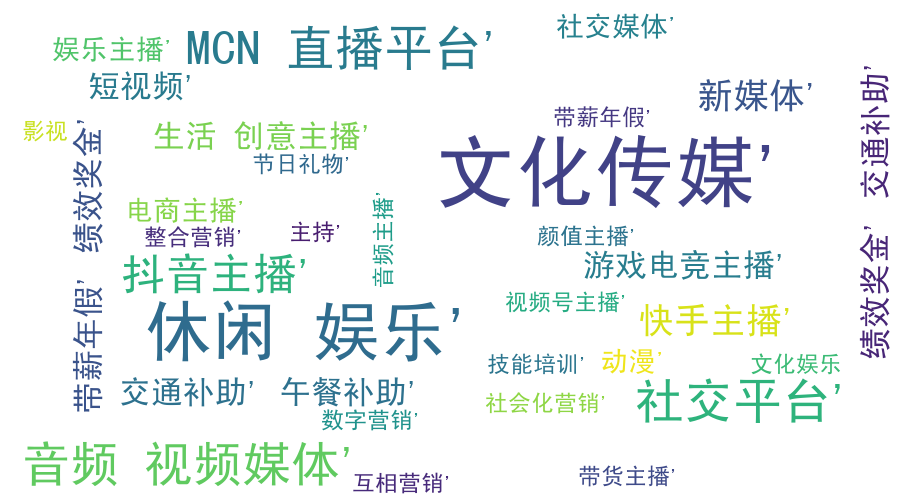 社交媒体'
娱乐主播'
MCN 直播平台'
短视频'
新媒体'
交通补助'
带薪年假'
影视
绩效奖金'
生活 创意主播'
节日礼物'
文化传媒'
电商主播'
音频主播'
整合营销'
主持'
颜值主播'
抖音主播'
游戏电竞主播'
绩效奖金'
带薪年假'
休闲 娱乐'
视频号主播'
快手主播'
技能培训'
动漫'
文化娱乐
交通补助'
午餐补助'
社会化营销'
社交平台'
数字营销'
音频 视频媒体'
互相营销'
带货主播'